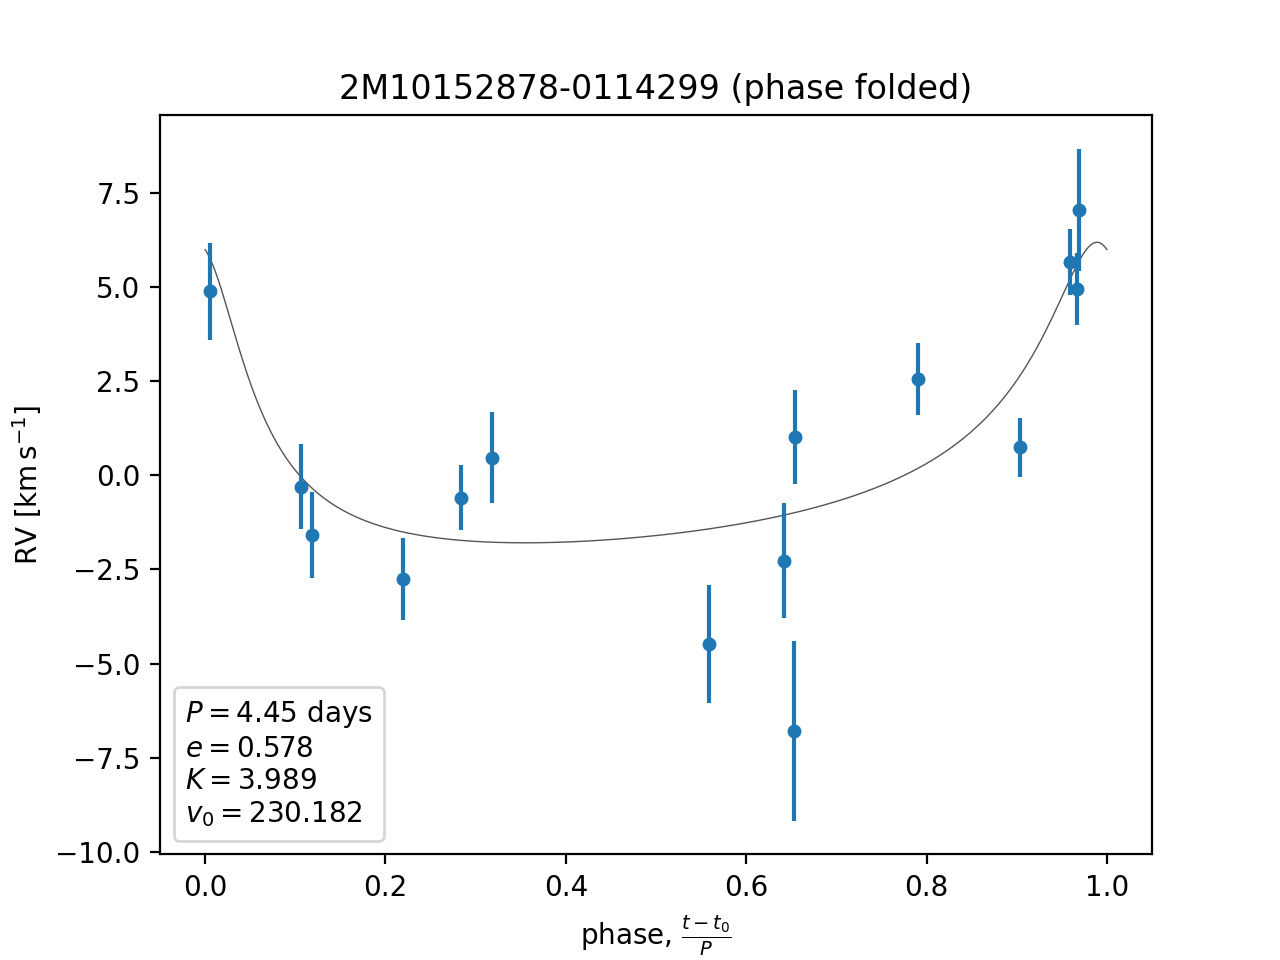 2M10152878-0114299 (phase folded)
RV [km s⁻¹]
7.5
5.0
2.5
0.0
−2.5
−5.0
−7.5
−10.0
P = 4.45 days
e = 0.578
K = 3.989
v₀ = 230.182
0.0 0.2 0.4 0.6 0.8 1.0
phase, (t − t₀)/P